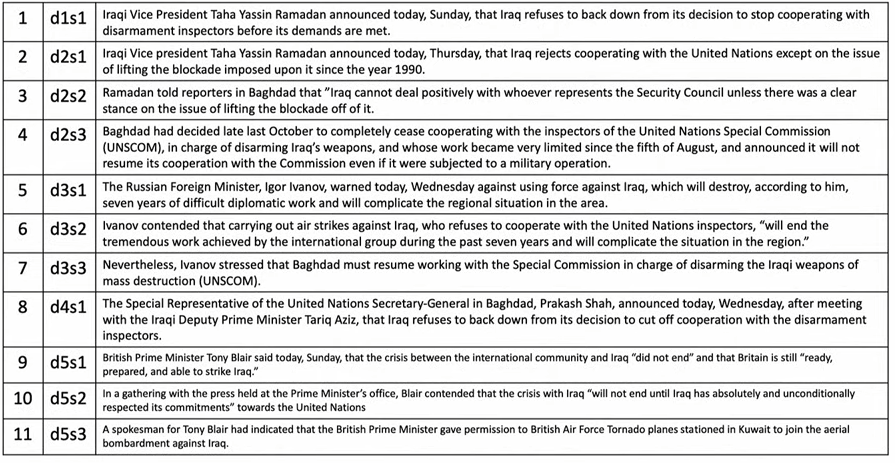 1 d1s1 Iraqi Vice President Taha Yassin Ramadan announced today, Sunday, that Iraq refuses to back down from its decision to stop cooperating with
disarmament inspectors before its demands are met.
2 d2s1 Iraqi Vice president Taha Yassin Ramadan announced today, Thursday, that Iraq rejects cooperating with the United Nations except on the issue
of lifting the blockade imposed upon it since the year 1990.
3 d2s2 Ramadan told reporters in Baghdad that ”Iraq cannot deal positively with whoever represents the Security Council unless there was a clear
stance on the issue of lifting the blockade off of it.
4 d2s3 Baghdad had decided late last October to completely cease cooperating with the inspectors of the United Nations Special Commission
(UNSCOM), in charge of disarming Iraq’s weapons, and whose work became very limited since the fifth of August, and announced it will not
resume its cooperation with the Commission even if it were subjected to a military operation.
5 d3s1 The Russian Foreign Minister, Igor Ivanov, warned today, Wednesday against using force against Iraq, which will destroy, according to him,
seven years of difficult diplomatic work and will complicate the regional situation in the area.
6 d3s2 Ivanov contended that carrying out air strikes against Iraq, who refuses to cooperate with the United Nations inspectors, “will end the
tremendous work achieved by the international group during the past seven years and will complicate the situation in the region.”
7 d3s3 Nevertheless, Ivanov stressed that Baghdad must resume working with the Special Commission in charge of disarming the Iraqi weapons of
mass destruction (UNSCOM).
8 d4s1 The Special Representative of the United Nations Secretary-General in Baghdad, Prakash Shah, announced today, Wednesday, after meeting
with the Iraqi Deputy Prime Minister Tariq Aziz, that Iraq refuses to back down from its decision to cut off cooperation with the disarmament
inspectors.
9 d5s1 British Prime Minister Tony Blair said today, Sunday, that the crisis between the international community and Iraq “did not end” and that Britain is still “ready,
prepared, and able to strike Iraq.”
10 d5s2 In a gathering with the press held at the Prime Minister’s office, Blair contended that the crisis with Iraq “will not end until Iraq has absolutely and unconditionally
respected its commitments” towards the United Nations
11 d5s3 A spokesman for Tony Blair had indicated that the British Prime Minister gave permission to British Air Force Tornado planes stationed in Kuwait to join the aerial
bombardment against Iraq.